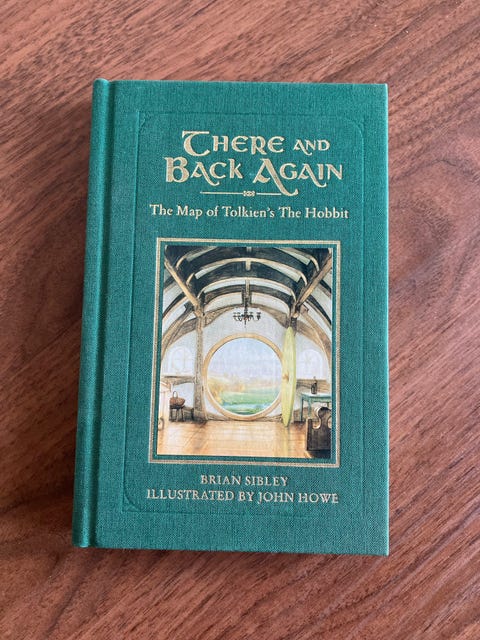 THERE AND
BACK AGAIN
The Map of Tolkien's The Hobbit
BRIAN SIBLEY
ILLUSTRATED BY JOHN HOWE